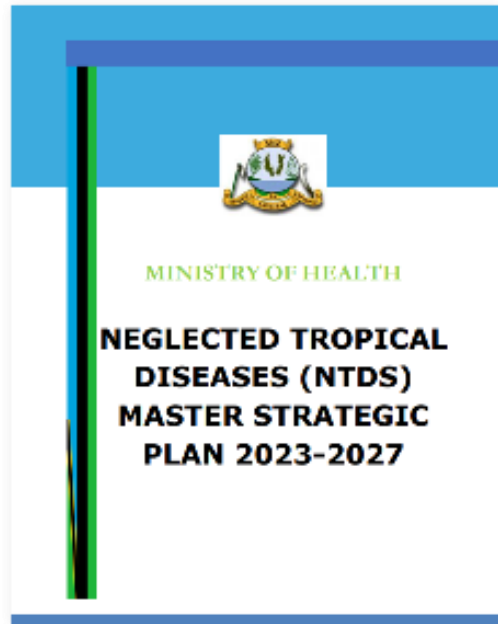 MINISTRY OF HEALTH
NEGLECTED TROPICAL
DISEASES (NTDS)
MASTER STRATEGIC
PLAN 2023-2027